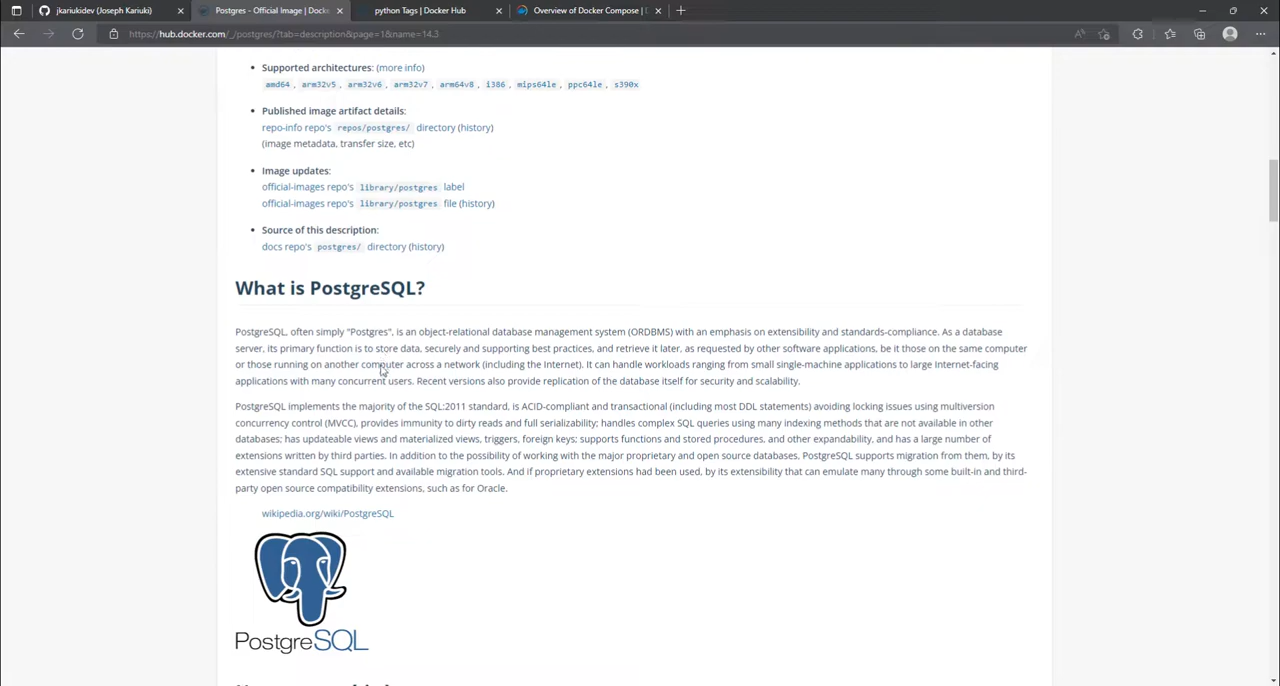 jkariukidev (Joseph Kariuki)
Postgres - Official Image | Docke
python Tags | Docker Hub
Overview of Docker Compose | D
https://hub.docker.com/_/postgres/?tab=description&page=1&name=14.3
Supported architectures: (more info)
amd64, arm32v5, arm32v6, arm32v7, arm64v8, i386, mips64le, ppc64le, s390x
Published image artifact details:
repo-info repo's repos/postgres/ directory (history)
(image metadata, transfer size, etc)
Image updates:
official-images repo's library/postgres label
official-images repo's library/postgres file (history)
Source of this description:
docs repo's postgres/ directory (history)
What is PostgreSQL?
PostgreSQL, often simply "Postgres", is an object-relational database management system (ORDBMS) with an emphasis on extensibility and standards-compliance. As a database
server, its primary function is to store data, securely and supporting best practices, and retrieve it later, as requested by other software applications, be it those on the same computer
or those running on another computer across a network (including the Internet). It can handle workloads ranging from small single-machine applications to large Internet-facing
applications with many concurrent users. Recent versions also provide replication of the database itself for security and scalability.
PostgreSQL implements the majority of the SQL:2011 standard, is ACID-compliant and transactional (including most DDL statements) avoiding locking issues using multiversion
concurrency control (MVCC), provides immunity to dirty reads and full serializability; handles complex SQL queries using many indexing methods that are not available in other
databases; has updateable views and materialized views, triggers, foreign keys; supports functions and stored procedures, and other expandability, and has a large number of
extensions written by third parties. In addition to the possibility of working with the major proprietary and open source databases, PostgreSQL supports migration from them, by its
extensive standard SQL support and available migration tools. And if proprietary extensions had been used, by its extensibility that can emulate many through some built-in and third-
party open source compatibility extensions, such as for Oracle.
wikipedia.org/wiki/PostgreSQL
PostgreSQL